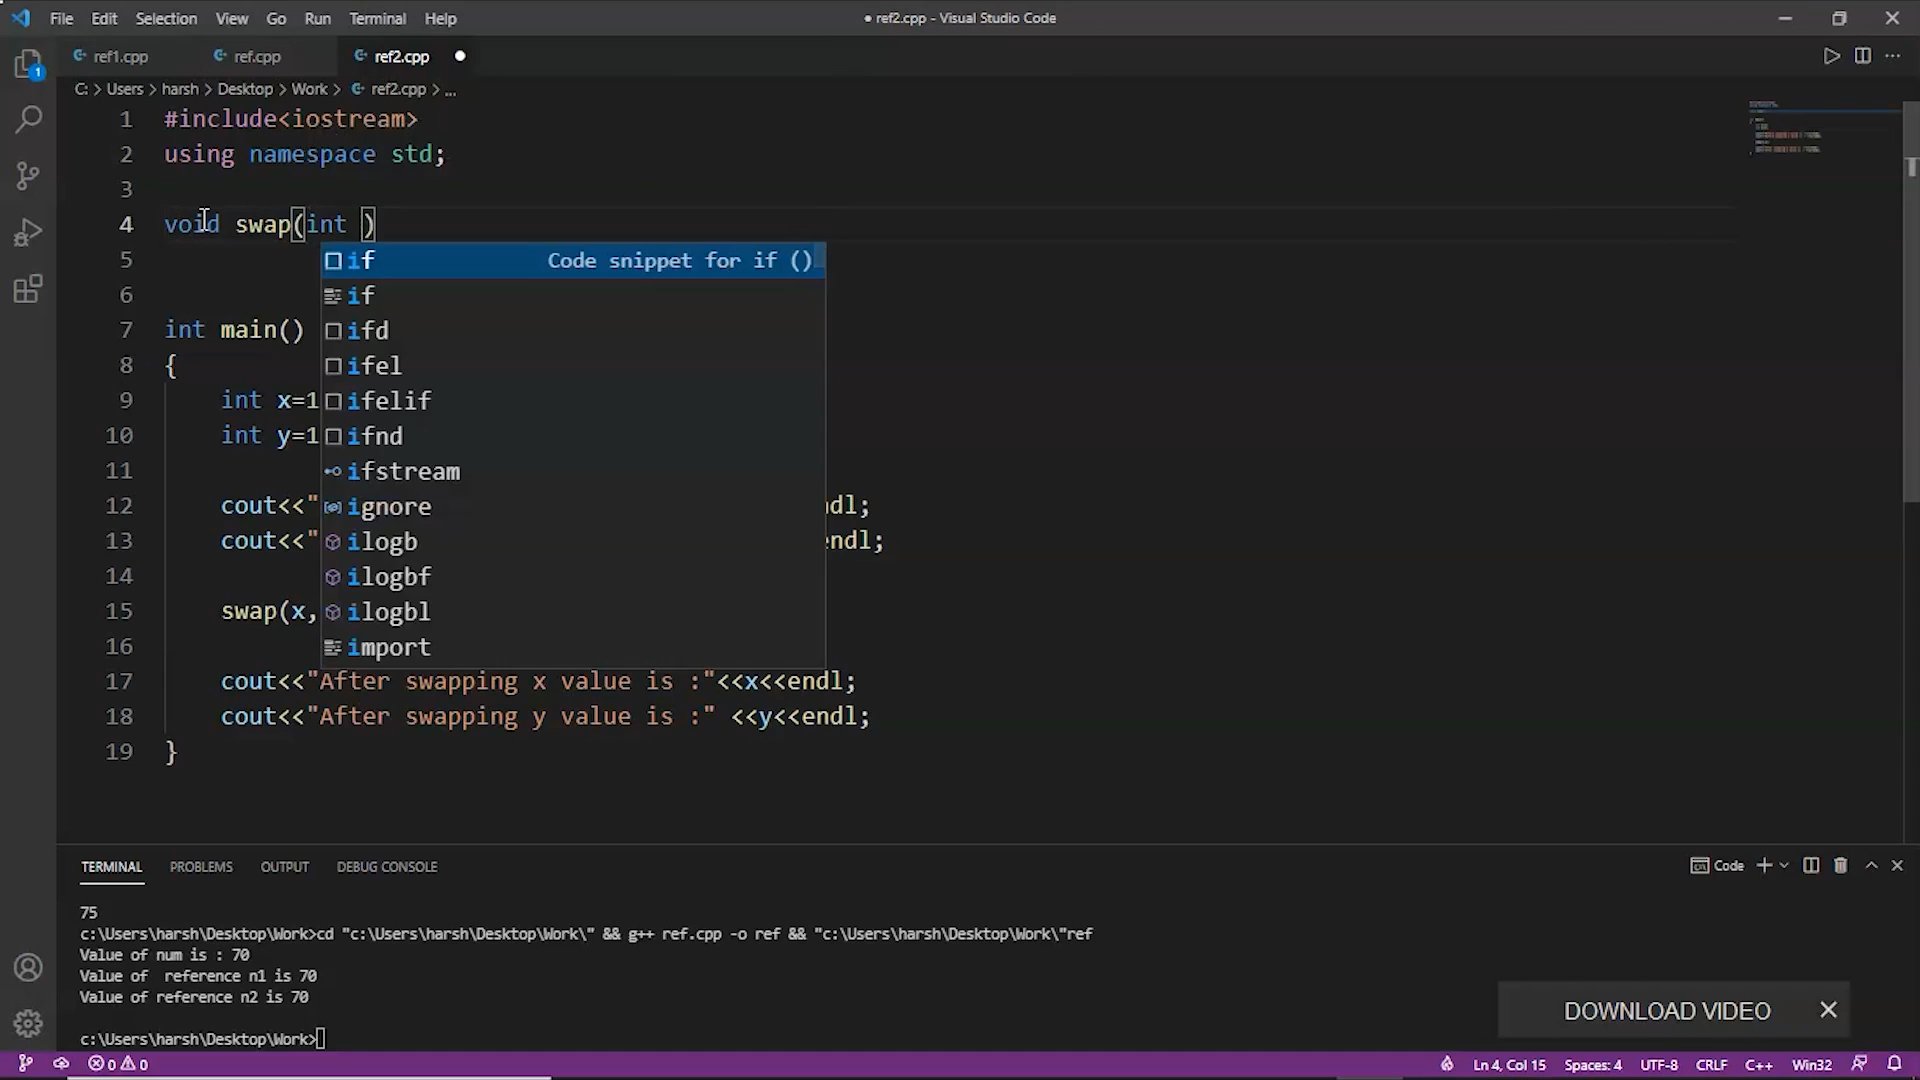 File Edit Selection View Go Run Terminal Help
● ref2.cpp - Visual Studio Code
ref1.cpp ref.cpp ref2.cpp
C: > Users > harsh > Desktop > Work > ref2.cpp > ...
1 #include<iostream>
2 using namespace std;
3
4 void swap(int )
5 if Code snippet for if ()
6 if
7 int main() ifd
8 { ifel
9 int x=1 ifelif
10 int y=1 ifnd
11 ifstream
12 cout<<" ignore ndl;
13 cout<<" ilogb endl;
14 ilogbf
15 swap(x, ilogbl
16 import
17 cout<<"After swapping x value is :"<<x<<endl;
18 cout<<"After swapping y value is :" <<y<<endl;
19 }
TERMINAL PROBLEMS OUTPUT DEBUG CONSOLE
Code
75
c:\Users\harsh\Desktop\Work>cd "c:\Users\harsh\Desktop\Work\" && g++ ref.cpp -o ref && "c:\Users\harsh\Desktop\Work\"ref
Value of num is : 70
Value of  reference n1 is 70
Value of reference n2 is 70
c:\Users\harsh\Desktop\Work>
DOWNLOAD VIDEO
0 0
Ln 4, Col 15 Spaces: 4 UTF-8 CRLF C++ Win32